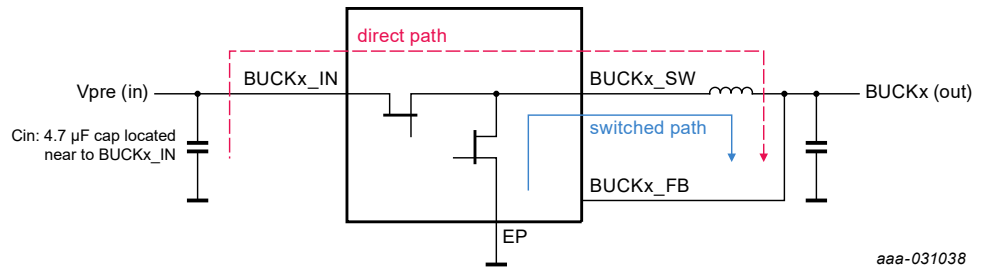 direct path
BUCKx_IN
BUCKx_SW
Vpre (in)
BUCKx (out)
Cin: 4.7 µF cap located
near to BUCKx_IN
switched path
BUCKx_FB
EP
aaa-031038